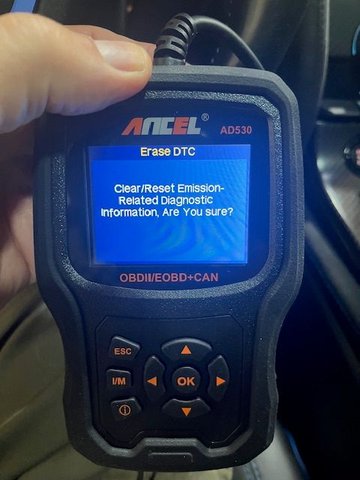 ANCEL®
AD530
Erase DTC
Clear/Reset Emission-
Related Diagnostic
Information, Are You sure?
OBDII/EOBD+CAN
ESC
I/M
OK